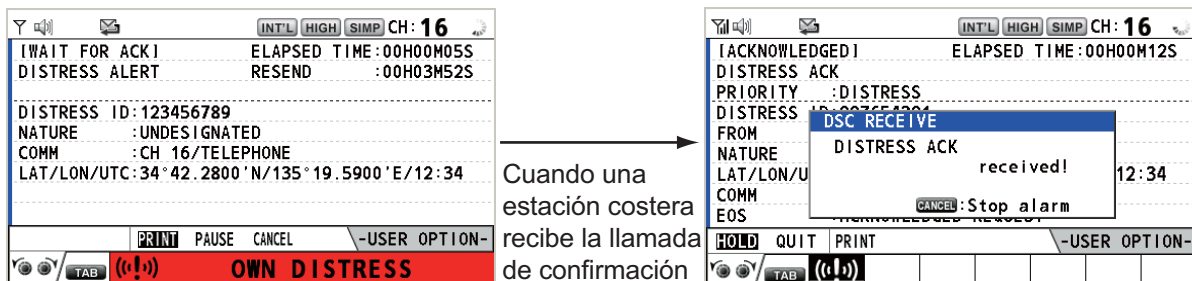 INT'L HIGH SIMP CH: 16
[WAIT FOR ACK] ELAPSED TIME:00H00M05S
DISTRESS ALERT RESEND :00H03M52S
DISTRESS ID:123456789
NATURE :UNDESIGNATED
COMM :CH 16/TELEPHONE
LAT/LON/UTC:34°42.2800'N/135°19.5900'E/12:34
PRINT PAUSE CANCEL -USER OPTION-
TAB OWN DISTRESS
Cuando una
estación costera
recibe la llamada
de confirmación
INT'L HIGH SIMP CH: 16
[ACKNOWLEDGED] ELAPSED TIME:00H00M12S
DISTRESS ACK
PRIORITY :DISTRESS
DISTRESS
FROM
NATURE
LAT/LON/U 12:34
COMM
EOS
DSC RECEIVE
DISTRESS ACK
received!
CANCEL:Stop alarm
HOLD QUIT PRINT -USER OPTION-
TAB